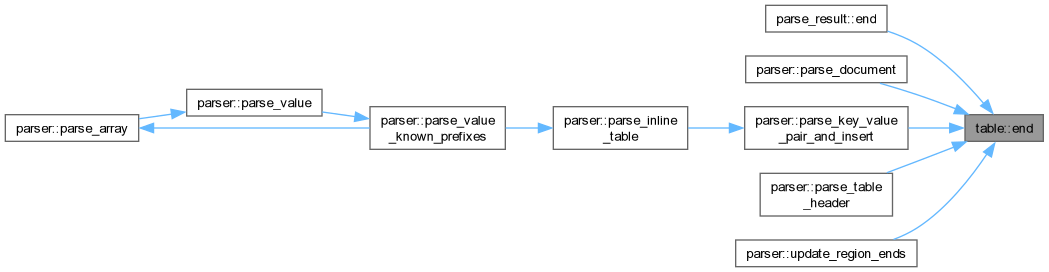 parse_result::end
parser::parse_document
parser::parse_value
parser::parse_array
parser::parse_value
_known_prefixes
parser::parse_inline
_table
parser::parse_key_value
_pair_and_insert
table::end
parser::parse_table
_header
parser::update_region_ends